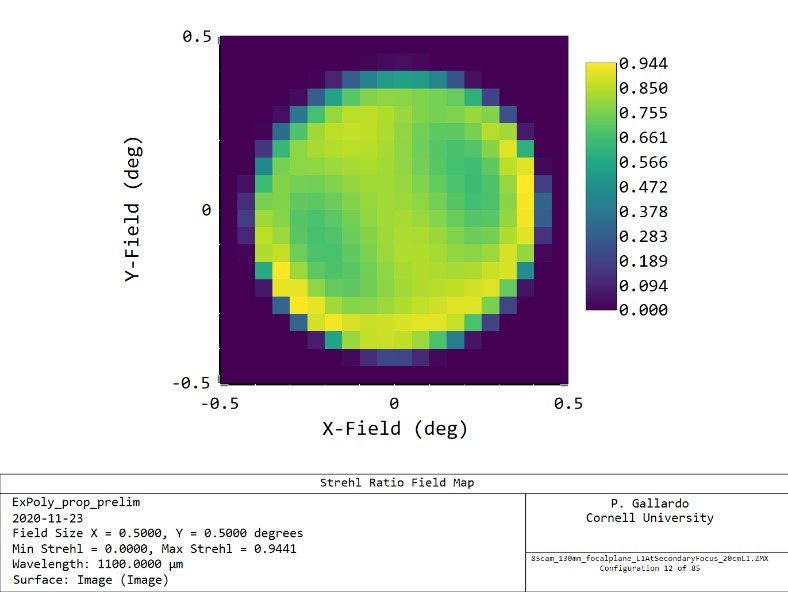 0.5
0
-0.5
Y-Field (deg)
-0.5
0
0.5
X-Field (deg)
0.944
0.850
0.755
0.661
0.566
0.472
0.378
0.283
0.189
0.094
0.000
Strehl Ratio Field Map
ExPoly_prop_prelim
2020-11-23
Field Size X = 0.5000, Y = 0.5000 degrees
Min Strehl = 0.0000, Max Strehl = 0.9441
Wavelength: 1100.0000 µm
Surface: Image (Image)
P. Gallardo
Cornell University
85cam_130mm_focalplane_L1AtSecondaryFocus_20cmL1.ZMX
Configuration 12 of 85